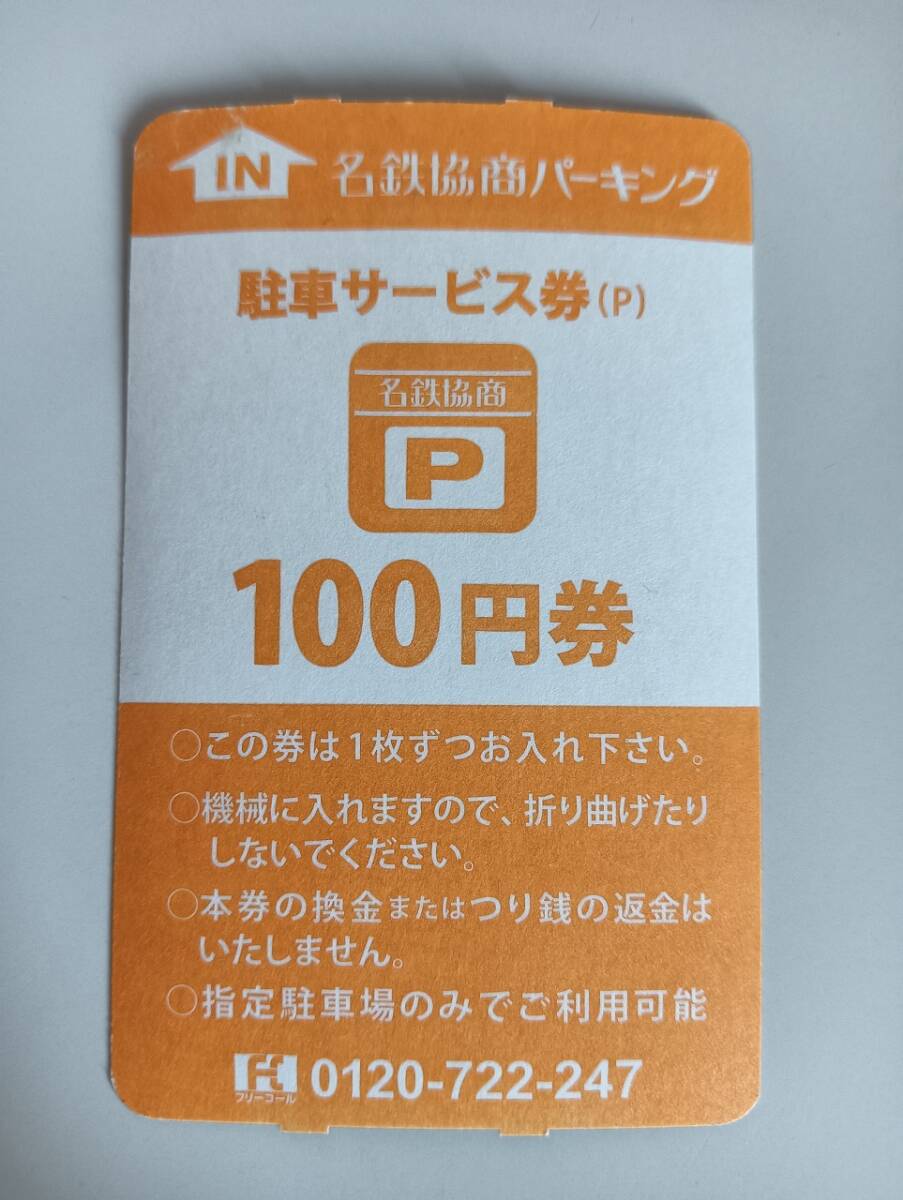 IN 名鉄協商パーキング
駐車サービス券(P)
名鉄協商
P
100円券
○この券は1枚ずつお入れ下さい。
○機械に入れますので、折り曲げたり
しないでください。
○本券の換金またはつり銭の返金は
いたしません。
○指定駐車場のみでご利用可能
フリーコール 0120-722-247